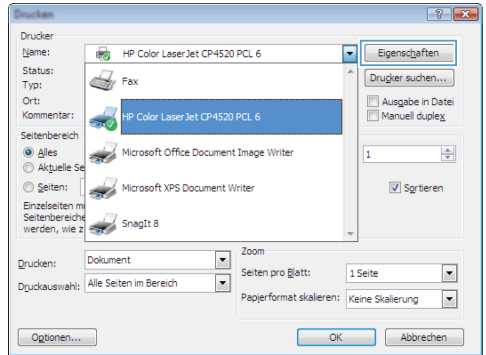 Drucken
Drucker
Name: HP Color LaserJet CP4520 PCL 6 Eigenschaften
Status:
Typ: Fax Drucker suchen...
Ort: Ausgabe in Datei
Kommentar: HP Color LaserJet CP4520 PCL 6 Manuell duplex
Seitenbereich
Alles Microsoft Office Document Image Writer 1
Aktuelle Se
Seiten: Microsoft XPS Document Writer Sortieren
Einzelseiten m
Seitenbereiche SnagIt 8
werden, wie z
Drucken: Dokument Zoom
Druckauswahl: Alle Seiten im Bereich Seiten pro Blatt: 1 Seite
Papierformat skalieren: Keine Skalierung
Optionen... OK Abbrechen